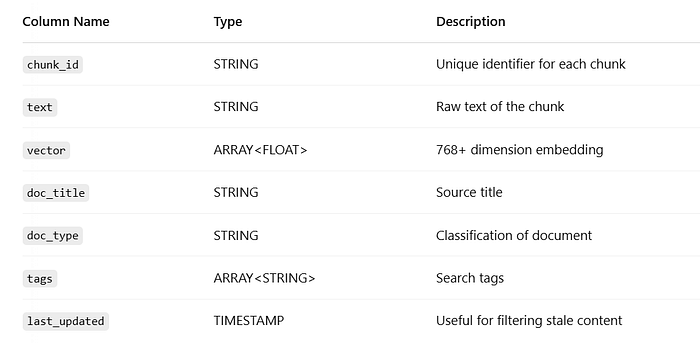 Column Name Type Description
chunk_id STRING Unique identifier for each chunk
text STRING Raw text of the chunk
vector ARRAY<FLOAT> 768+ dimension embedding
doc_title STRING Source title
doc_type STRING Classification of document
tags ARRAY<STRING> Search tags
last_updated TIMESTAMP Useful for filtering stale content